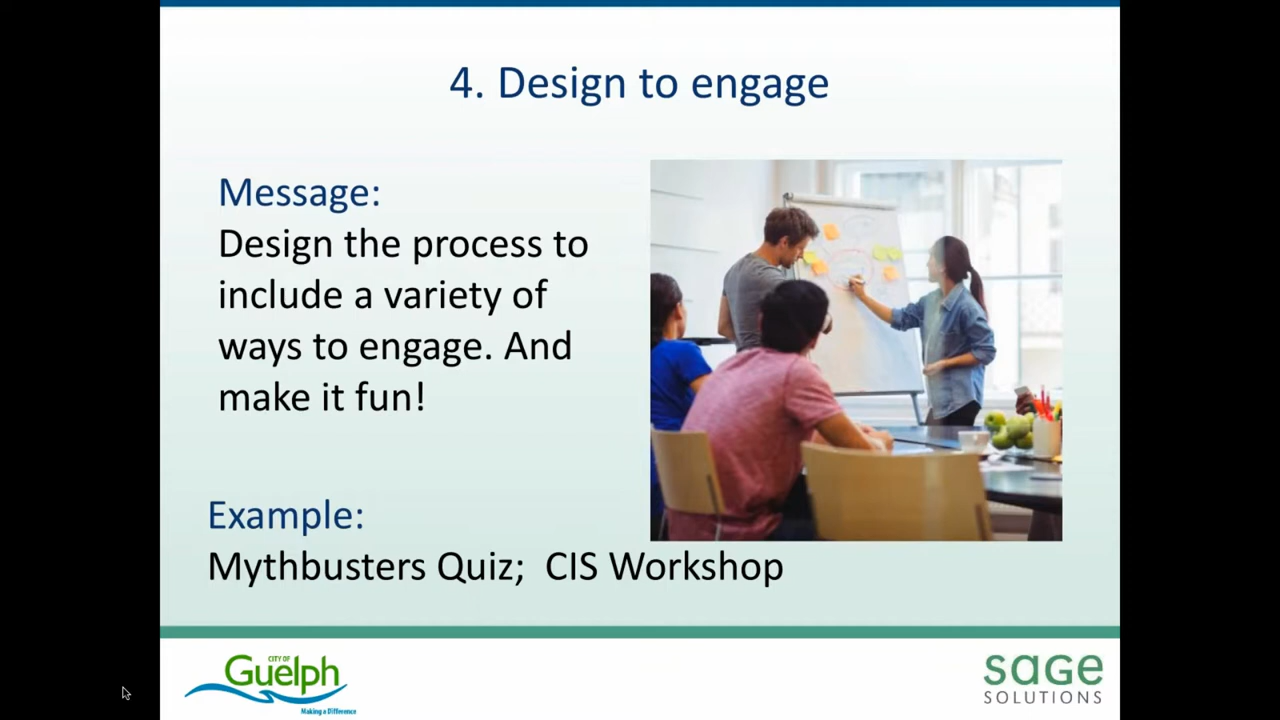 4. Design to engage
Message:
Design the process to
include a variety of
ways to engage. And
make it fun!
Example:
Mythbusters Quiz;  CIS Workshop
CITY OF
Guelph
Making a Difference
sage
SOLUTIONS